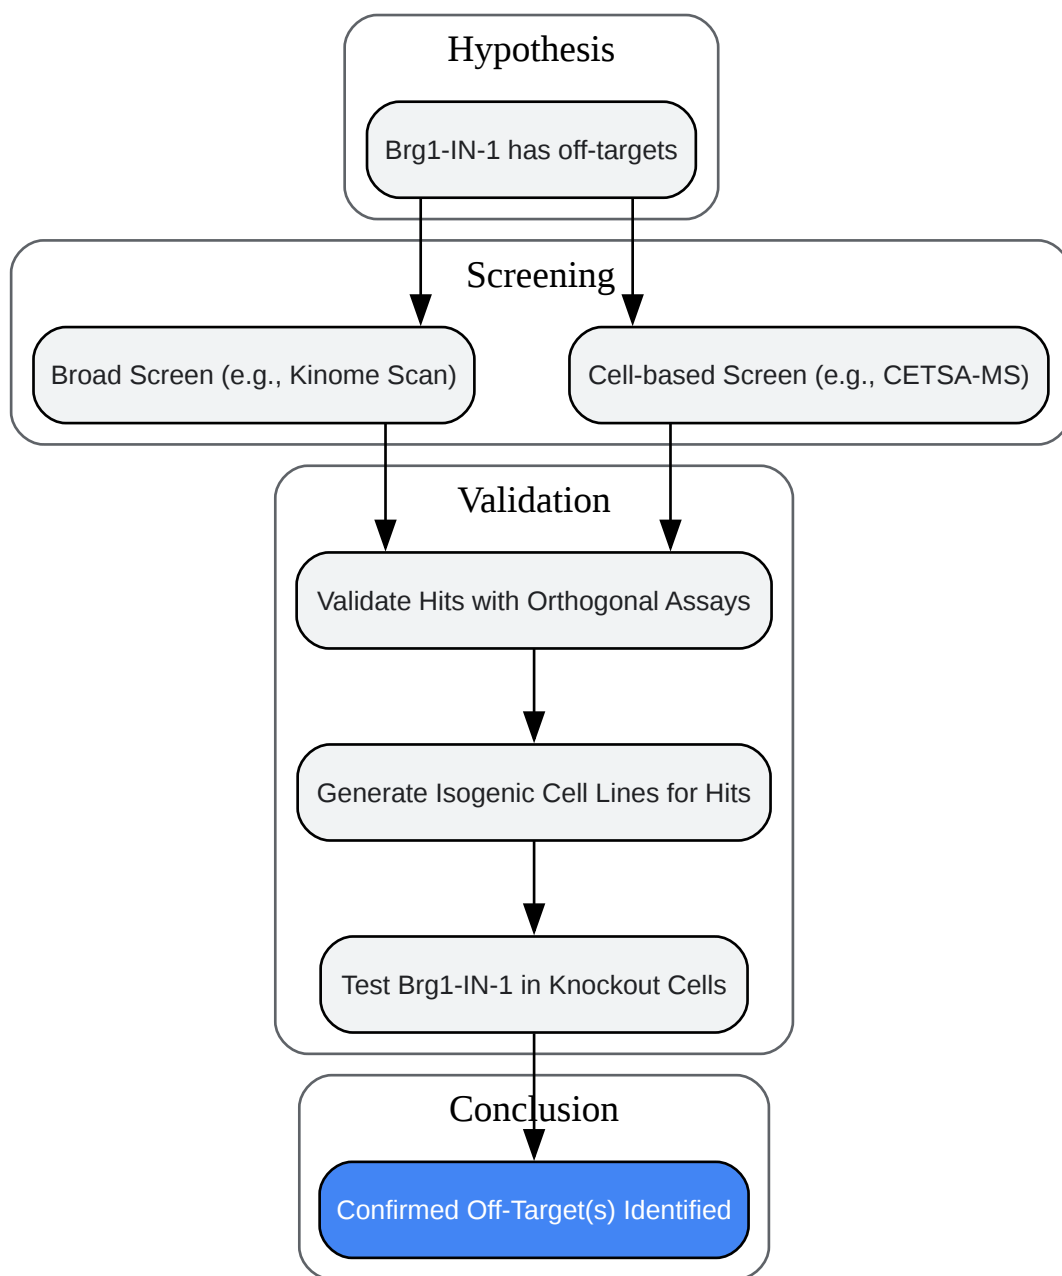 Hypothesis
Brg1-IN-1 has off-targets
Screening
Broad Screen (e.g., Kinome Scan)
Cell-based Screen (e.g., CETSA-MS)
Validation
Validate Hits with Orthogonal Assays
Generate Isogenic Cell Lines for Hits
Test Brg1-IN-1 in Knockout Cells
Conclusion
Confirmed Off-Target(s) Identified